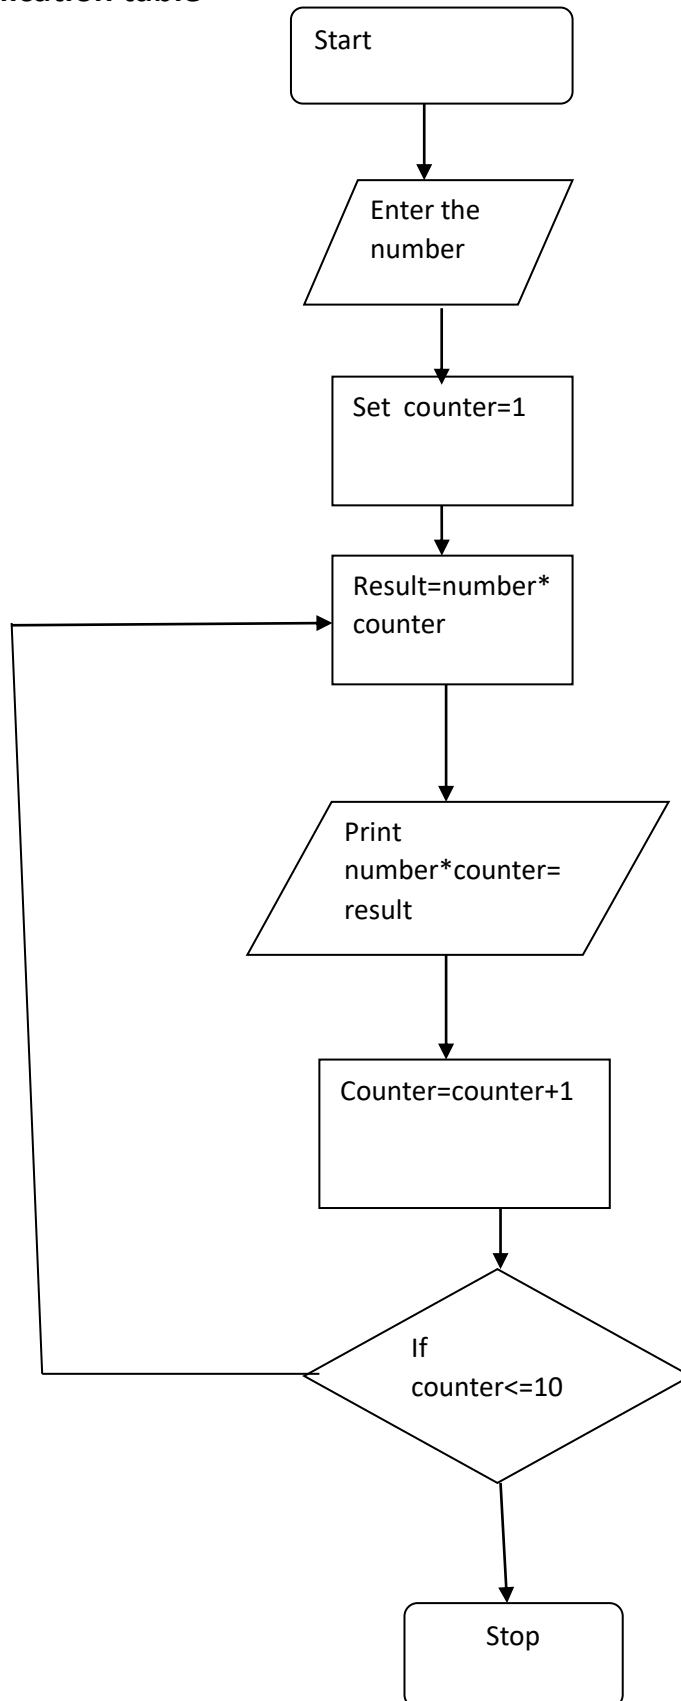 table
Start
Enter the
number
Set counter=1
Result=number*
counter
Print
number*counter=
result
Counter=counter+1
If
counter<=10
Stop